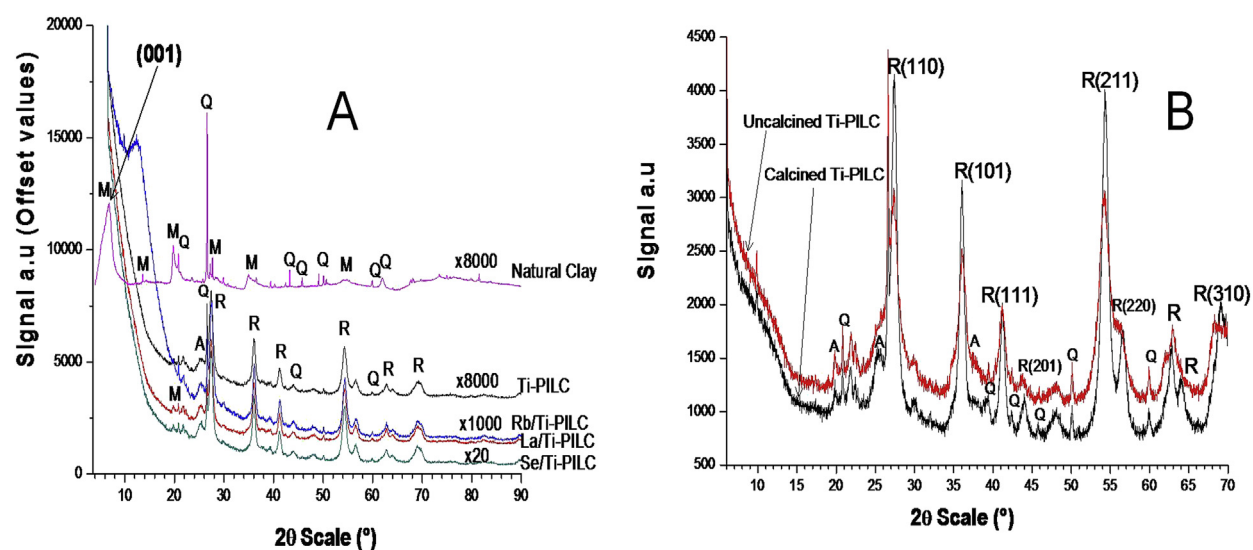 20000
15000
10000
5000
0
10 20 30 40 50 60 70 80 90
SIgnal a.u (Offset values)
2θ Scale (º)
A
(001)
M
M
M
Q
Q
M
M
Q
Q
Q
M
Q
Q
x8000
Natural Clay
Q
R
A
R
R
Q
R
Q
R
R
x8000
Ti-PILC
M
x1000
Rb/Ti-PILC
La/Ti-PILC
x20
Se/Ti-PILC
4500
4000
3500
3000
2500
2000
1500
1000
500
10 15 20 25 30 35 40 45 50 55 60 65 70
SIgnal a.u
2θ Scale (º)
B
R(110)
R(211)
Uncalcined Ti-PILC
Calcined Ti-PILC
R(101)
R(111)
R(310)
R(220)
R
A
Q
A
A
R(201)
Q
Q
R
Q
Q
Q